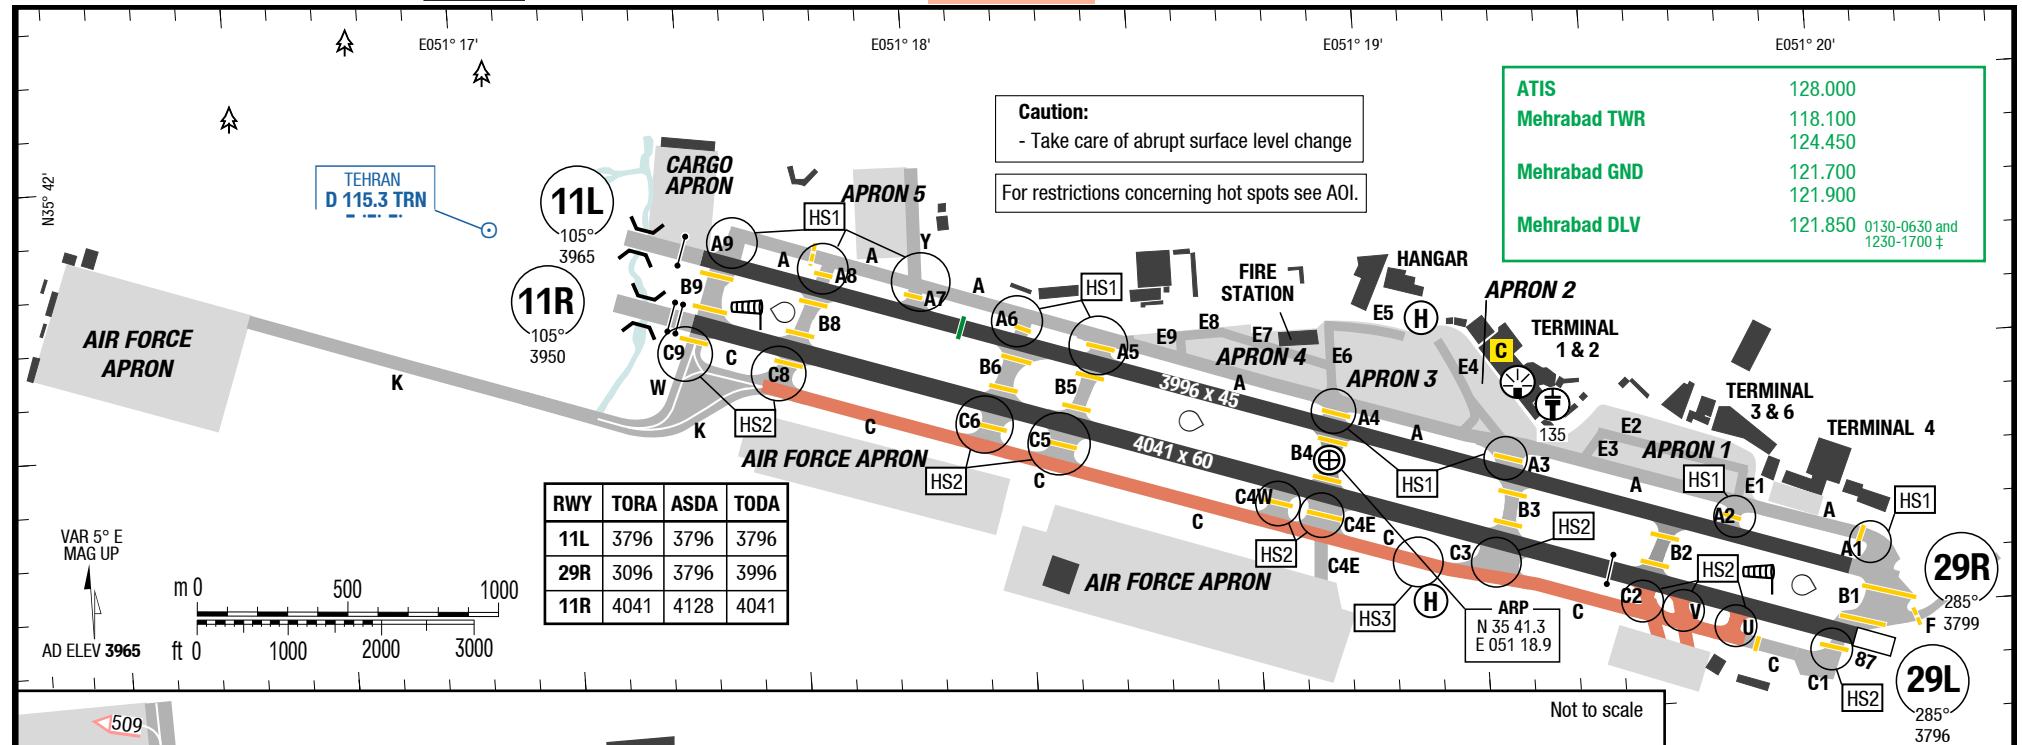 E051° 17'
E051° 18'
E051° 19'
E051° 20'
N35° 42'
ATIS 128.000
Mehrabad TWR 118.100
124.450
Mehrabad GND 121.700
121.900
Mehrabad DLV 121.850 0130-0630 and
1230-1700 ‡
Caution:
- Take care of abrupt surface level change
For restrictions concerning hot spots see AOI.
TEHRAN
D 115.3 TRN
11L
105°
3965
11R
105°
3950
CARGO
APRON
APRON 5
HS1
A9
A
A8
A
Y
A7
A
A6
HS1
A5
B9
B8
C9
C
C8
W
K
K
HS2
AIR FORCE
APRON
FIRE
STATION
HANGAR
H
APRON 2
TERMINAL
1 & 2
C
E9
E8
E7
E6
E5
E4
APRON 4
APRON 3
A
A4
A
135
TERMINAL
3 & 6
TERMINAL 4
E2
E3
APRON 1
E1
HS1
A3
A
A2
A
HS1
A1
3996 x 45
4041 x 60
B6
B5
B4
B3
B2
B1
HS1
C
C6
C5
C
HS2
AIR FORCE APRON
C4W
C4E
C
C
C4E
HS2
C3
HS2
HS3
H
AIR FORCE APRON
ARP
N 35 41.3
E 051 18.9
C
C2
HS2
V
U
C
C1
87
HS2
F
29R
285°
3799
29L
285°
3796
RWY TORA ASDA TODA
11L 3796 3796 3796
29R 3096 3796 3996
11R 4041 4128 4041
VAR 5° E
MAG UP
AD ELEV 3965
m 0 500 1000
ft 0 1000 2000 3000
Not to scale
509